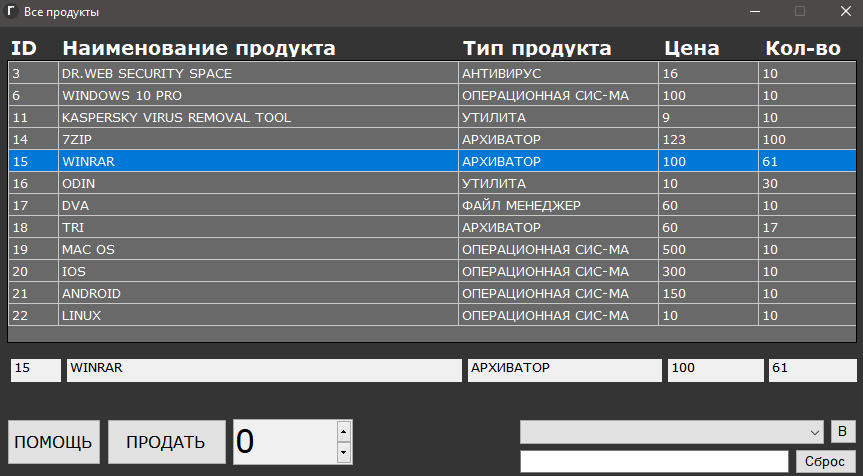 Все продукты
ID Наименование продукта Тип продукта Цена Кол-во
3 DR.WEB SECURITY SPACE АНТИВИРУС 16 10
6 WINDOWS 10 PRO ОПЕРАЦИОННАЯ СИС-МА 100 10
11 KASPERSKY VIRUS REMOVAL TOOL УТИЛИТА 9 10
14 7ZIP АРХИВАТОР 123 100
15 WINRAR АРХИВАТОР 100 61
16 ODIN УТИЛИТА 10 30
17 DVA ФАЙЛ МЕНЕДЖЕР 60 10
18 TRI АРХИВАТОР 60 17
19 MAC OS ОПЕРАЦИОННАЯ СИС-МА 500 10
20 IOS ОПЕРАЦИОННАЯ СИС-МА 300 10
21 ANDROID ОПЕРАЦИОННАЯ СИС-МА 150 10
22 LINUX ОПЕРАЦИОННАЯ СИС-МА 10 10
15 WINRAR АРХИВАТОР 100 61
ПОМОЩЬ ПРОДАТЬ 0 В
Сброс